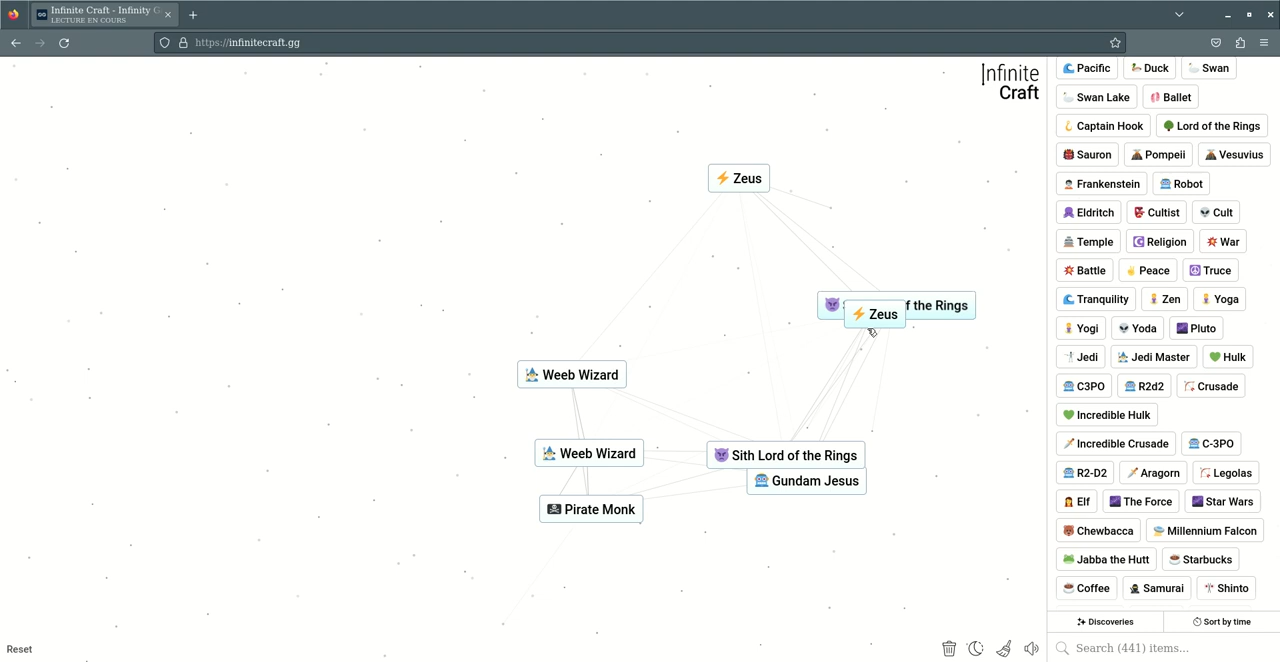 Infinite Craft - Infinity G
LECTURE EN COURS
https://infinitecraft.gg
Infinite
Craft
Zeus
of the Rings
Zeus
Weeb Wizard
Weeb Wizard
Sith Lord of the Rings
Gundam Jesus
Pirate Monk
Reset
Pacific Duck Swan
Swan Lake Ballet
Captain Hook Lord of the Rings
Sauron Pompeii Vesuvius
Frankenstein Robot
Eldritch Cultist Cult
Temple Religion War
Battle Peace Truce
Tranquility Zen Yoga
Yogi Yoda Pluto
Jedi Jedi Master Hulk
C3PO R2d2 Crusade
Incredible Hulk
Incredible Crusade C-3PO
R2-D2 Aragorn Legolas
Elf The Force Star Wars
Chewbacca Millennium Falcon
Jabba the Hutt Starbucks
Coffee Samurai Shinto
Discoveries Sort by time
Search (441) items...